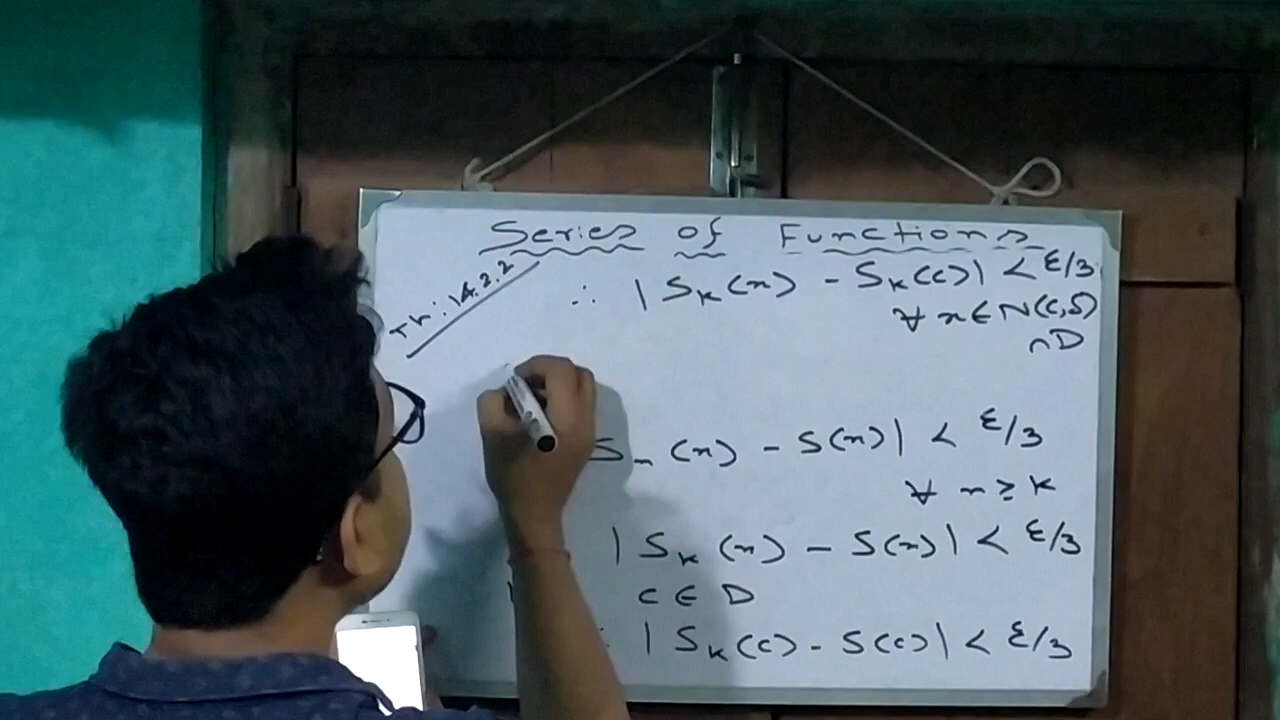 Series of Functions
Th: 14.2.2
∴ |Sₖ(x) - Sₖ(c)| < ε/3
∀ x ∈ N(c,δ)
∩D
Sₙ(x) - S(x)| < ε/3
∀ n ≥ k
|Sₖ(x) - S(x)| < ε/3
c ∈ D
∴ |Sₖ(c) - S(c)| < ε/3